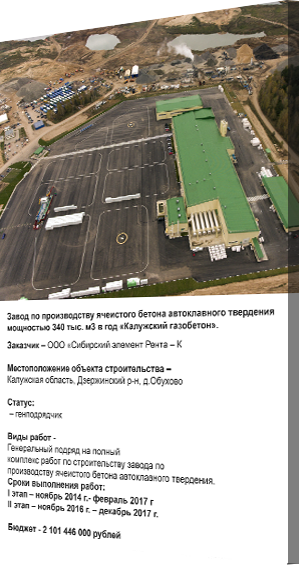 Завод по производству ячеистого бетона автоклавного твердения
мощностью 340 тыс. м3 в год «Калужский газобетон».
Заказчик – ООО «Сибирский элемент Рента – К
Местоположение объекта строительства –
Калужская область, Дзержинский р-н, д.Обухово
Статус:
– генподрядчик
Виды работ -
Генеральный подряд на полный
комплекс работ по строительству завода по
производству ячеистого бетона автоклавного твердения.
Сроки выполнения работ:
I этап – ноябрь 2014 г.- февраль 2017 г
II этап – ноябрь 2016 г. – декабрь 2017 г.
Бюджет - 2 101 446 000 рублей